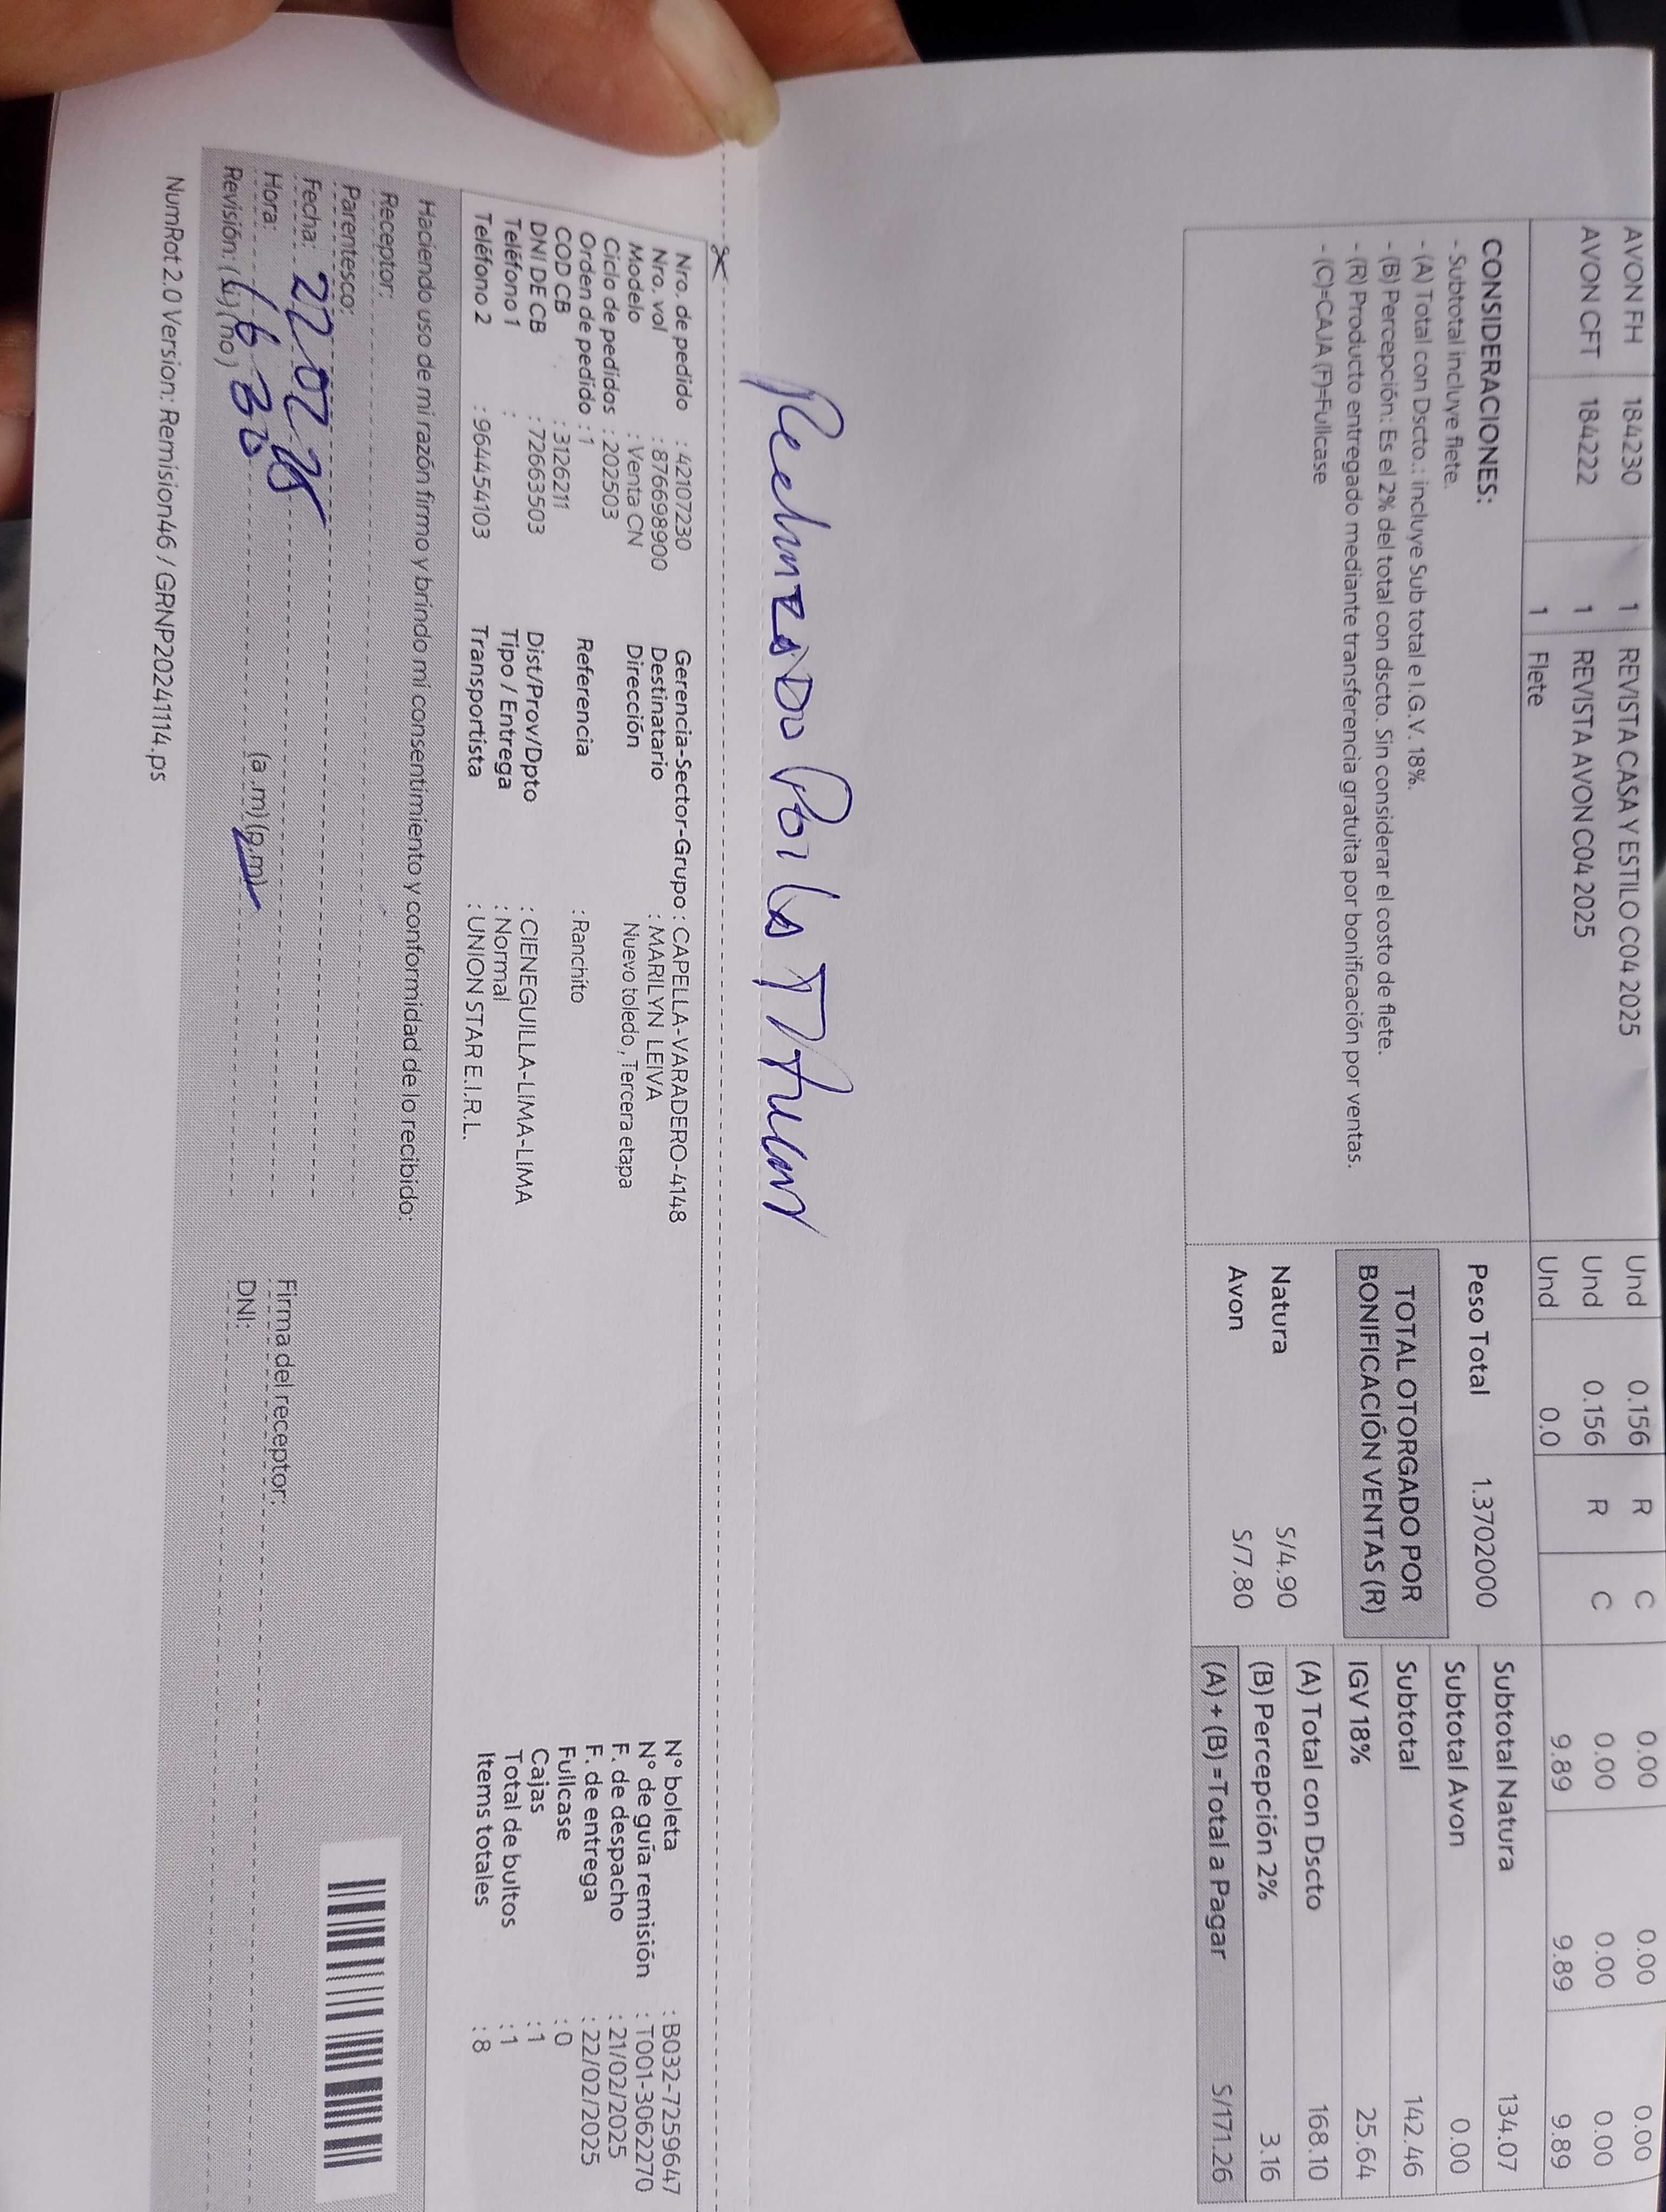 AVON FH 184230 1 REVISTA CASA Y ESTILO C04 2025 Und 0.156 R C 0.00 0.00 0.00
AVON CFT 184222 1 REVISTA AVON C04 2025 Und 0.156 R C 0.00 0.00 0.00
1 Flete Und 0.0 9.89 9.89 9.89
CONSIDERACIONES:
- Subtotal incluye flete.
- (A) Total con Dscto.: incluye Sub total e I.G.V. 18%.
- (B) Percepción: Es el 2% del total con dscto. Sin considerar el costo de flete.
- (R) Producto entregado mediante transferencia gratuita por bonificación por ventas.
- (C)=CAJA (F)=Fullcase
Peso Total 1.3702000
TOTAL OTORGADO POR
BONIFICACIÓN VENTAS (R)
Natura S/4.90
Avon S/7.80
Subtotal Natura 134.07
Subtotal Avon 0.00
Subtotal 142.46
IGV 18% 25.64
(A) Total con Dscto 168.10
(B) Percepción 2% 3.16
(A) + (B) =Total a Pagar S/171.26
Por la
Nro. de pedido : 42107230
Nro. vol : 876698900
Modelo : Venta CN
Ciclo de pedidos : 202503
Orden de pedido : 1
COD CB : 3126211
DNI DE CB : 72663503
Teléfono 1 :
Teléfono 2 : 964454103
Gerencia-Sector-Grupo : CAPELLA-VARADERO-4148
Destinatario : MARILYN LEIVA
Dirección Nuevo toledo , Tercera etapa
Referencia : Ranchito
Dist/Prov/Dpto : CIENEGUILLA-LIMA-LIMA
Tipo / Entrega : Normal
Transportista : UNION STAR E.I.R.L.
N° boleta : B032-7259647
N° de guía remisión : T001-3062270
F. de despacho : 21/02/2025
F. de entrega : 22/02/2025
Fullcase : 0
Cajas : 1
Total de bultos : 1
Items totales : 8
Haciendo uso de mi razón firmo y brindo mi consentimiento y conformidad de lo recibido:
Receptor:
Parentesco:
Fecha: 22 02 25
Hora: 16 30 (a.m) (p.m)
Revisión: (si) (no)
Firma del receptor:
DNI:
NumRot 2.0 Version: Remision46 / GRNP20241114.ps